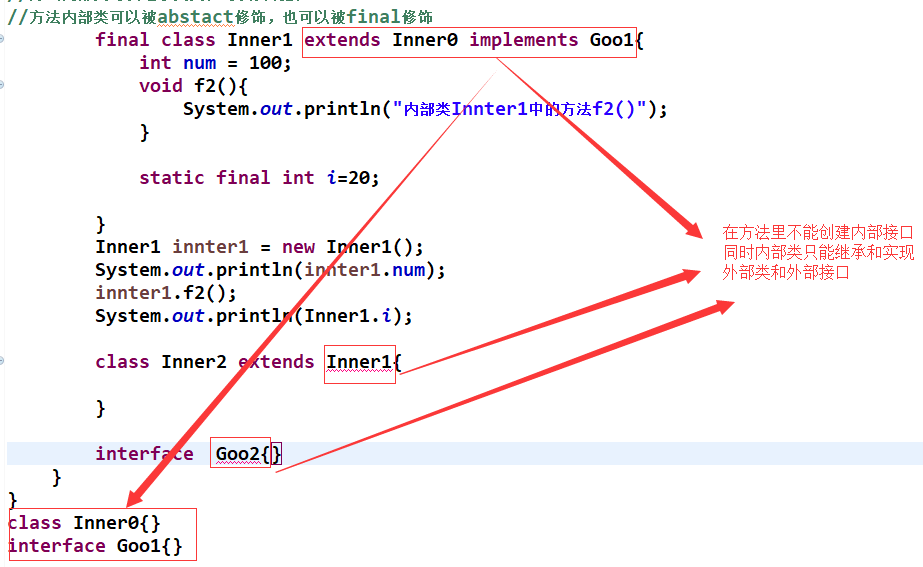 //方法内部类可以被abstact修饰，也可以被final修饰
final class Inner1 extends Inner0 implements Goo1{
int num = 100;
void f2(){
System.out.println("内部类Innter1中的方法f2()");
}
static final int i=20;
}
Inner1 innter1 = new Inner1();
System.out.println(innter1.num);
innter1.f2();
System.out.println(Inner1.i);
class Inner2 extends Inner1{
}
interface Goo2{}
}
}
class Inner0{}
interface Goo1{}
在方法里不能创建内部接口
同时内部类只能继承和实现
外部类和外部接口